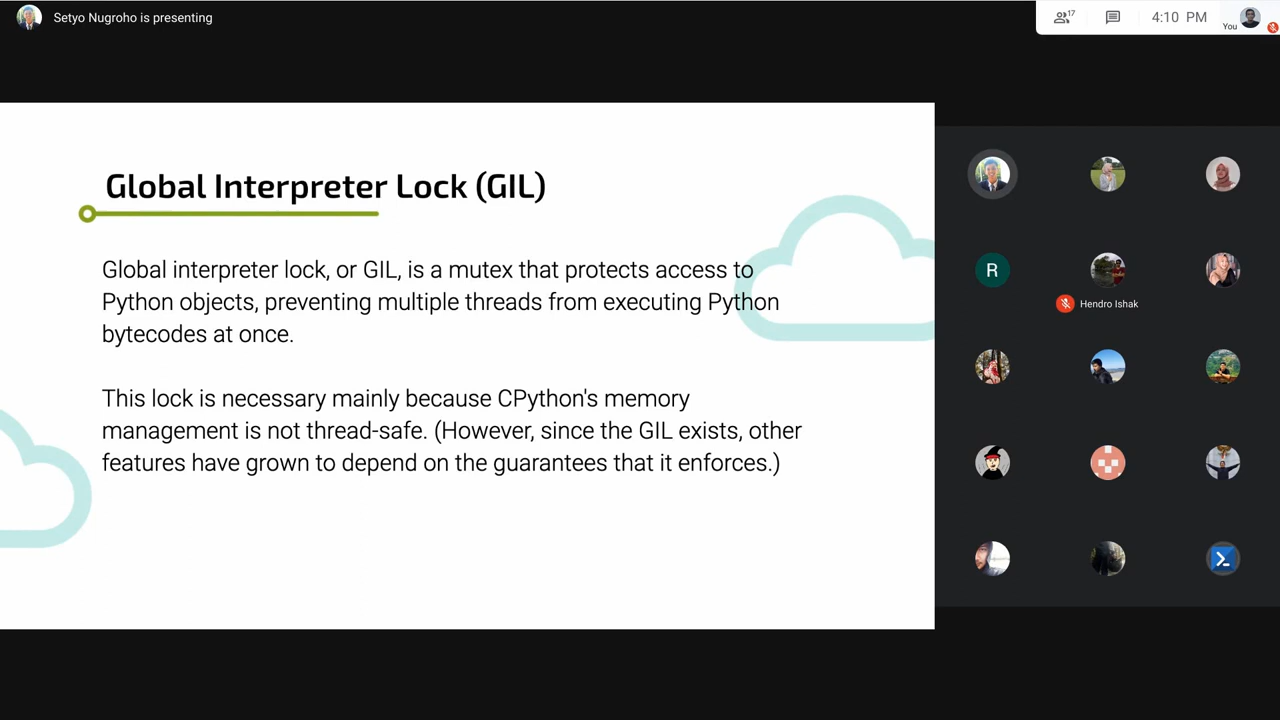 Setyo Nugroho is presenting
17
4:10 PM
You
Global Interpreter Lock (GIL)
Global interpreter lock, or GIL, is a mutex that protects access to
Python objects, preventing multiple threads from executing Python
bytecodes at once.
This lock is necessary mainly because CPython's memory
management is not thread-safe. (However, since the GIL exists, other
features have grown to depend on the guarantees that it enforces.)
R
Hendro Ishak